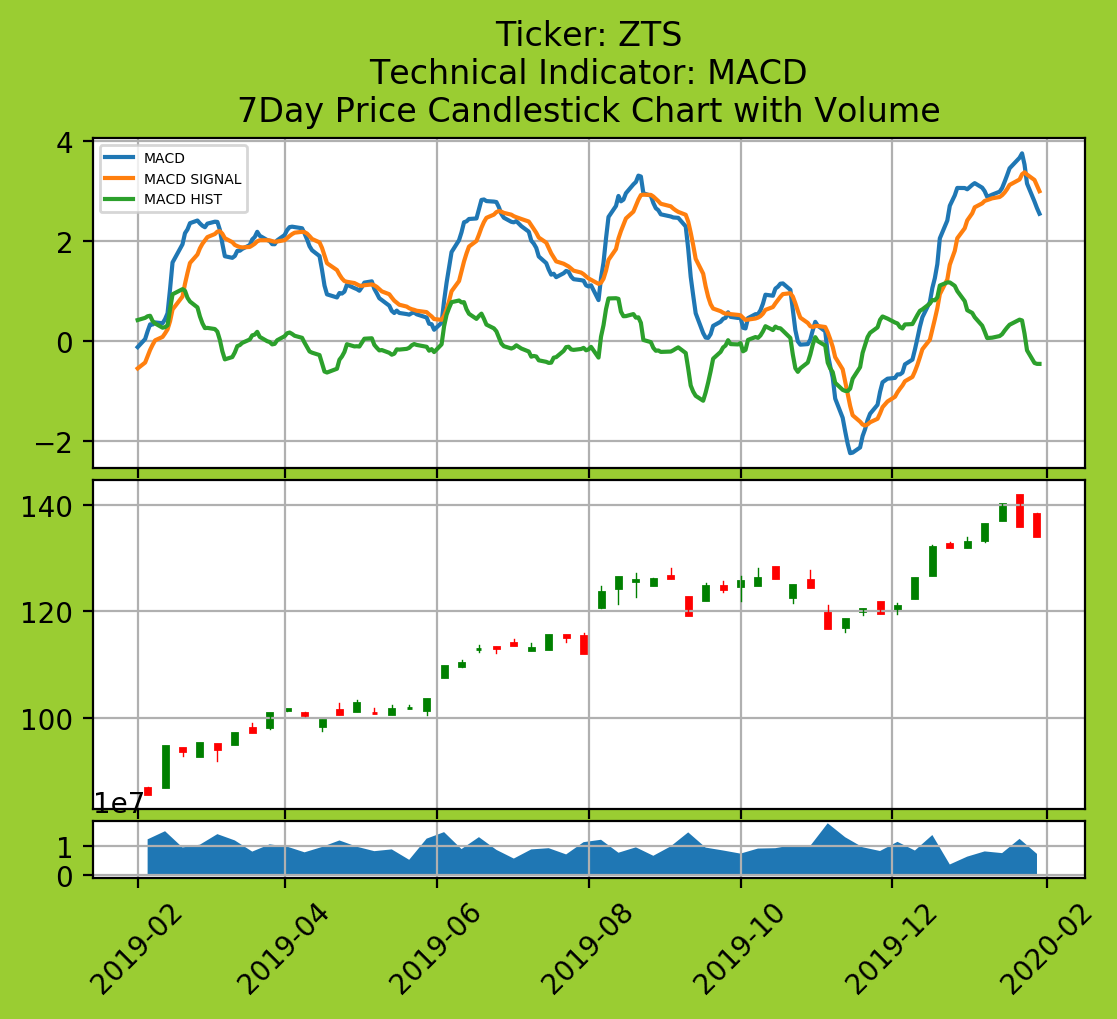 Ticker: ZTS
Technical Indicator: MACD
7Day Price Candlestick Chart with Volume
4
2
0
−2
MACD
MACD SIGNAL
MACD HIST
140
120
100
1e7
1
0
2019-02
2019-04
2019-06
2019-08
2019-10
2019-12
2020-02